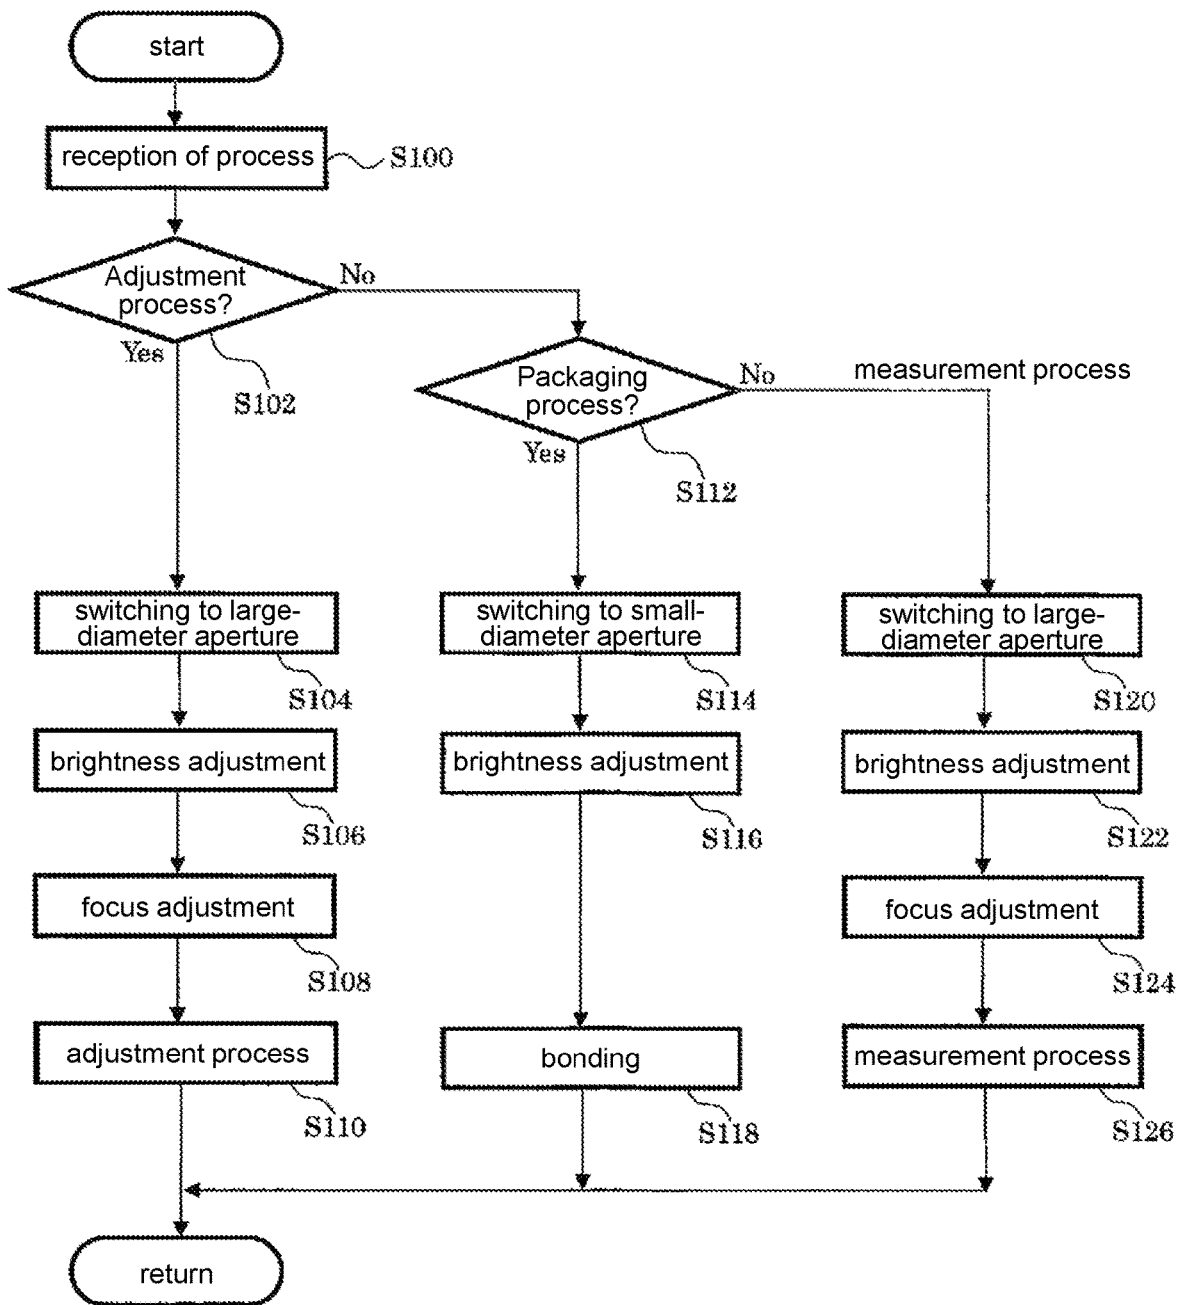 start
reception of process
S100
Adjustment
process?
No
Yes
S102
Packaging
process?
No
measurement process
Yes
S112
switching to large-
diameter aperture
S104
switching to small-
diameter aperture
S114
switching to large-
diameter aperture
S120
brightness adjustment
S106
brightness adjustment
S116
brightness adjustment
S122
focus adjustment
S108
focus adjustment
S124
adjustment process
S110
bonding
S118
measurement process
S126
return